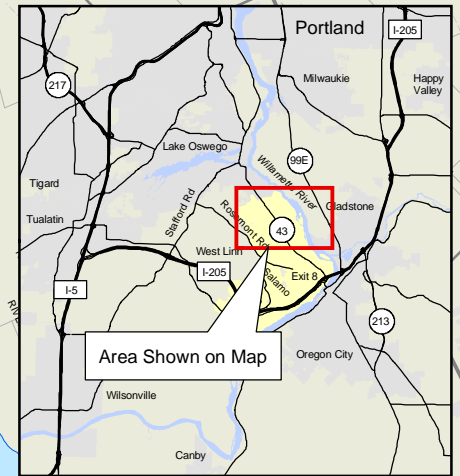 Portland
I-205
Milwaukie
Happy
Valley
217
Lake Oswego
99E
Willamette River
Tigard
Stafford Rd
Rosemont Rd
Gladstone
Tualatin
43
West Linn
I-205
Salamo
Exit 8
I-5
RIVER
213
Area Shown on Map
Oregon City
Wilsonville
Canby